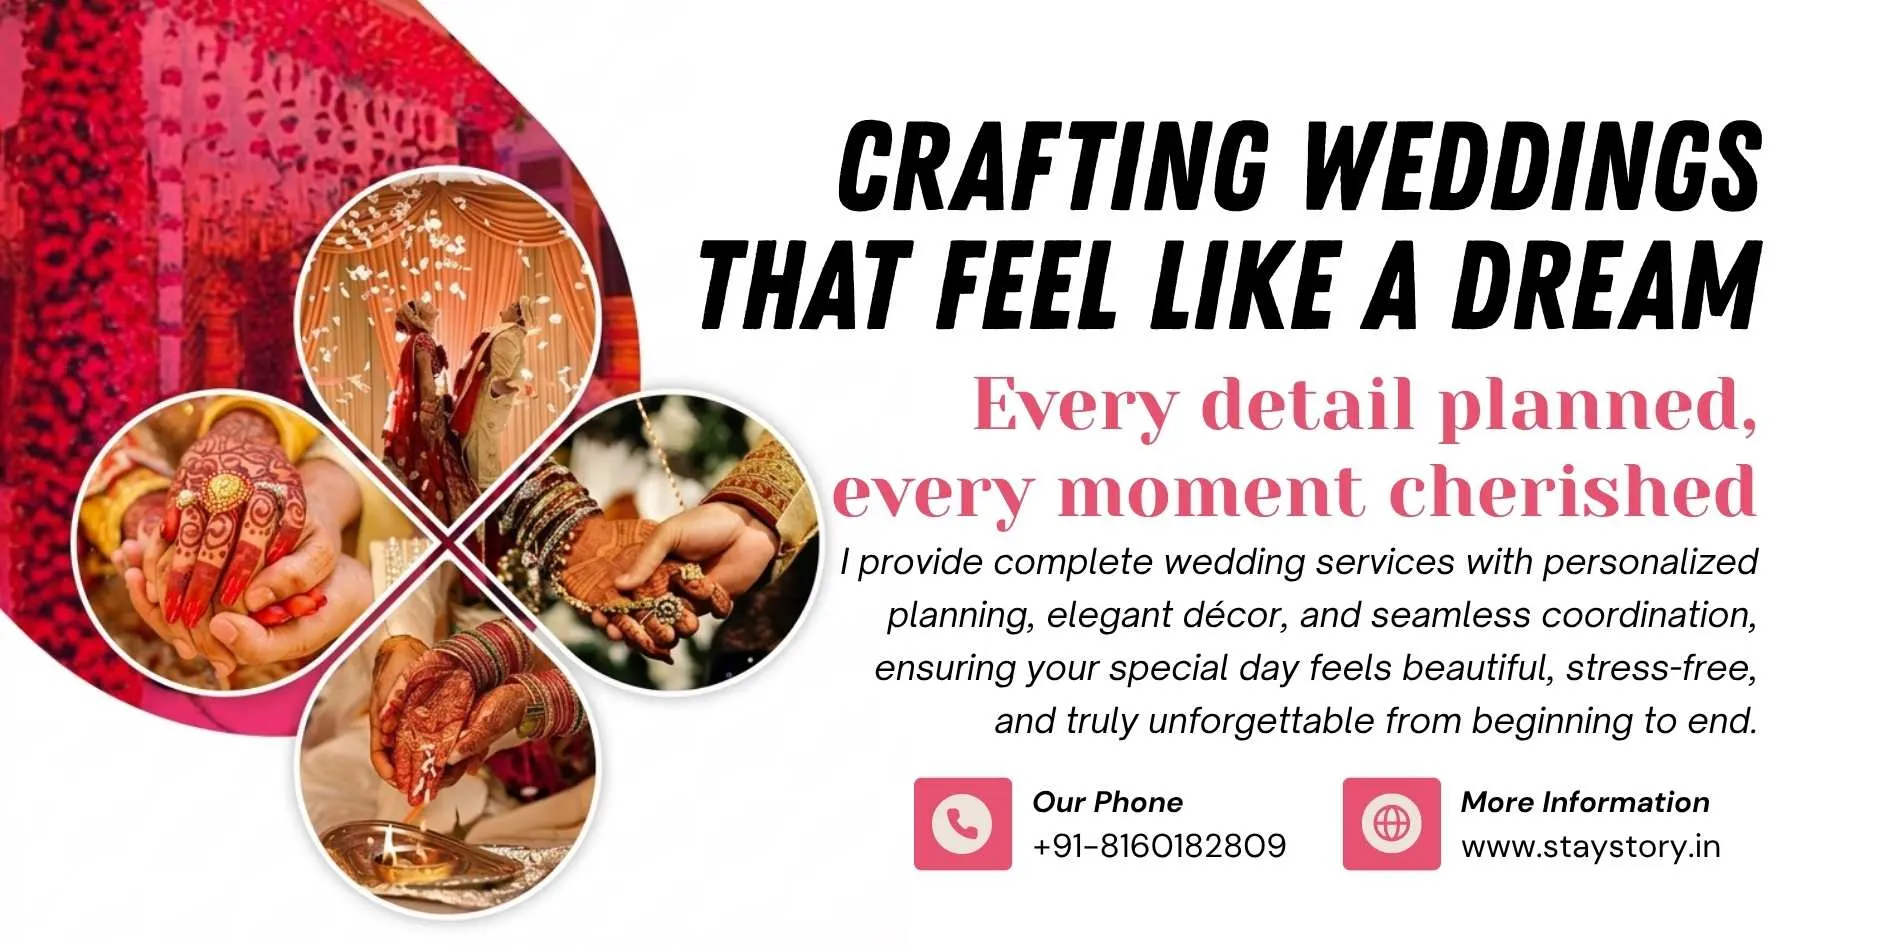 CRAFTING WEDDINGS
THAT FEEL LIKE A DREAM
Every detail planned,
every moment cherished
I provide complete wedding services with personalized
planning, elegant décor, and seamless coordination,
ensuring your special day feels beautiful, stress-free,
and truly unforgettable from beginning to end.
Our Phone
+91-8160182809
More Information
www.staystory.in